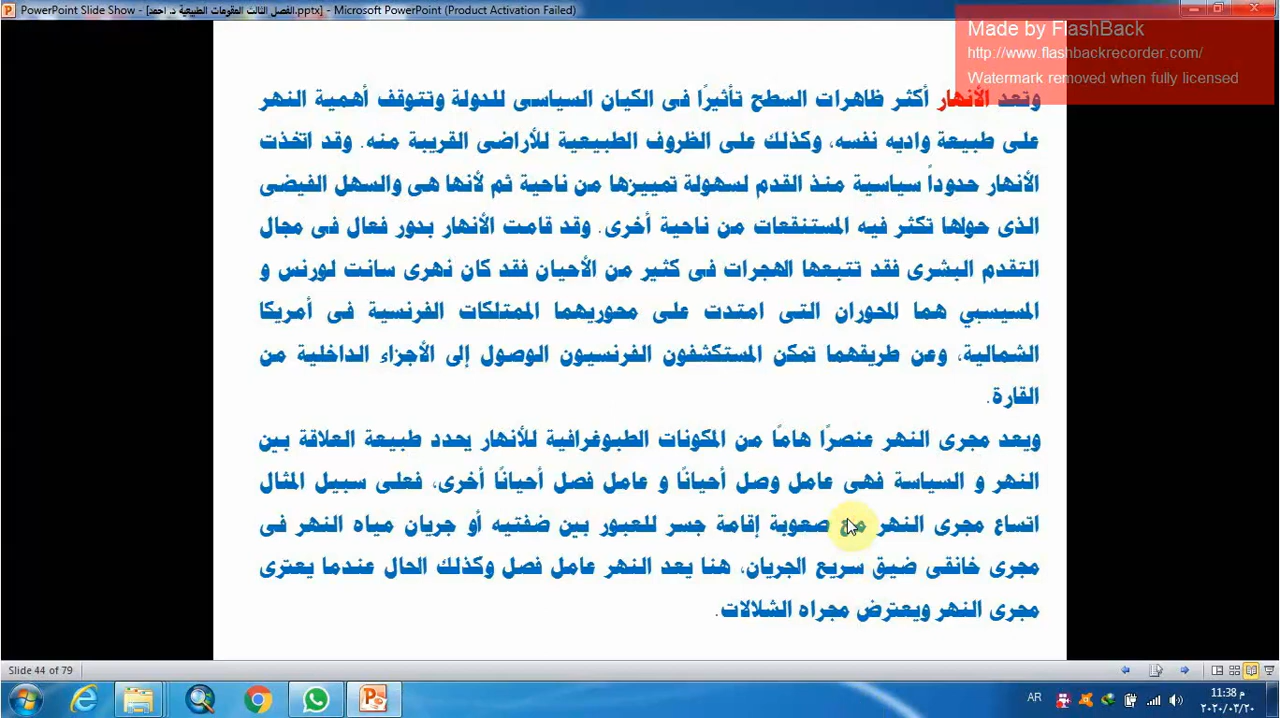 PowerPoint Slide Show - [الفصل الثالث المقومات الطبيعية د. احمد.pptx] - Microsoft PowerPoint (Product Activation Failed)
Made by FlashBack
http://www.flashbackrecorder.com/
Watermark removed when fully licensed
وتعد الأنهار أكثر ظاهرات السطح تأثيرًا فى الكيان السياسى للدولة وتتوقف أهمية النهر
على طبيعة واديه نفسه، وكذلك على الظروف الطبيعية للأراضى القريبة منه. وقد اتخذت
الأنهار حدوداً سياسية منذ القدم لسهولة تمييزها من ناحية ثم لأنها هى والسهل الفيضى
الذى حولها تكثر فيه المستنقعات من ناحية أخرى. وقد قامت الأنهار بدور فعال فى مجال
التقدم البشرى فقد تتبعها الهجرات فى كثير من الأحيان فقد كان نهرى سانت لورنس و
المسيسبي هما المحوران التى امتدت على محوريهما الممتلكات الفرنسية فى أمريكا
الشمالية، وعن طريقهما تمكن المستكشفون الفرنسيون الوصول إلى الأجزاء الداخلية من
القارة.
ويعد مجرى النهر عنصرًا هامًا من المكونات الطبوغرافية للأنهار يحدد طبيعة العلاقة بين
النهر و السياسة فهى عامل وصل أحيانًا و عامل فصل أحيانًا أخرى، فعلى سبيل المثال
اتساع مجرى النهر مع صعوبة إقامة جسر للعبور بين ضفتيه أو جريان مياه النهر فى
مجرى خانقى ضيق سريع الجريان، هنا يعد النهر عامل فصل وكذلك الحال عندما يعترى
مجرى النهر ويعترض مجراه الشلالات.
Slide 44 of 79
AR
11:38 م
٢٠٢٠/٠٣/٢٠